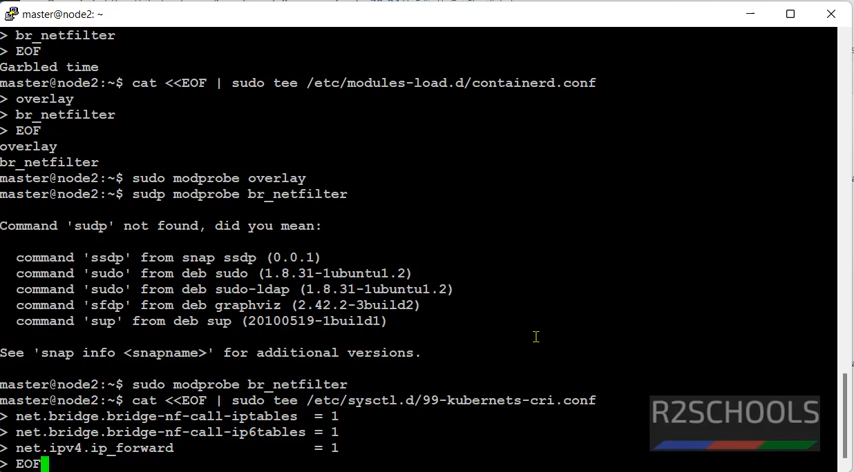 master@node2: ~
> br_netfilter
> EOF
Garbled time
master@node2:~$ cat <<EOF | sudo tee /etc/modules-load.d/containerd.conf
> overlay
> br_netfilter
> EOF
overlay
br_netfilter
master@node2:~$ sudo modprobe overlay
master@node2:~$ sudp modprobe br_netfilter
Command 'sudp' not found, did you mean:
  command 'ssdp' from snap ssdp (0.0.1)
  command 'sudo' from deb sudo (1.8.31-1ubuntu1.2)
  command 'sudo' from deb sudo-ldap (1.8.31-1ubuntu1.2)
  command 'sfdp' from deb graphviz (2.42.2-3build2)
  command 'sup' from deb sup (20100519-1build1)
See 'snap info <snapname>' for additional versions.
master@node2:~$ sudo modprobe br_netfilter
master@node2:~$ cat <<EOF | sudo tee /etc/sysctl.d/99-kubernets-cri.conf
> net.bridge.bridge-nf-call-iptables  = 1
> net.bridge.bridge-nf-call-ip6tables = 1
> net.ipv4.ip_forward                 = 1
> EOF
R2SCHOOLS